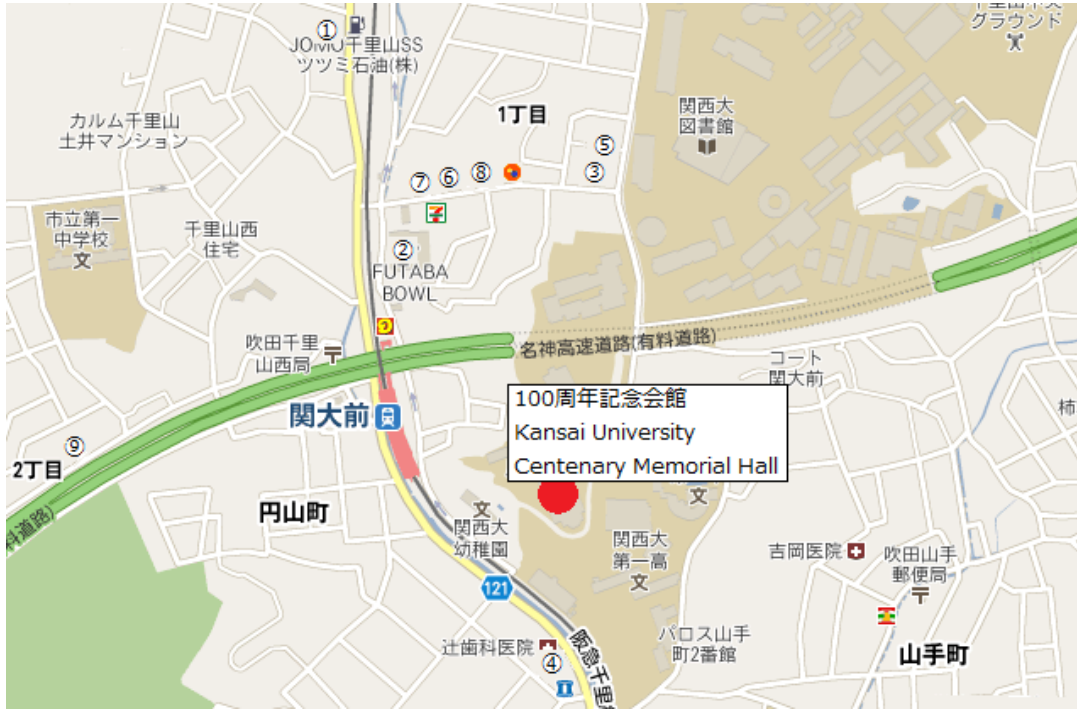 千里山中央
グラウンド
①
JOMO千里山SS
ツツミ石油(株)
カルム千里山
土井マンション
1丁目
関西大
図書館
⑤
③
⑧
⑥
⑦
市立第一
中学校
千里山西
住宅
②
FUTABA
BOWL
吹田千里
山西局
名神高速道路(有料道路)
コート
関大前
100周年記念会館
Kansai University
Centenary Memorial Hall
関大前
柿
⑨
2丁目
料道路)
円山町
関西大
幼稚園
関西大
第一高
吉岡医院
吹田山手
郵便局
121
辻歯科医院
④
阪急千里線
パロス山手
町2番館
山手町